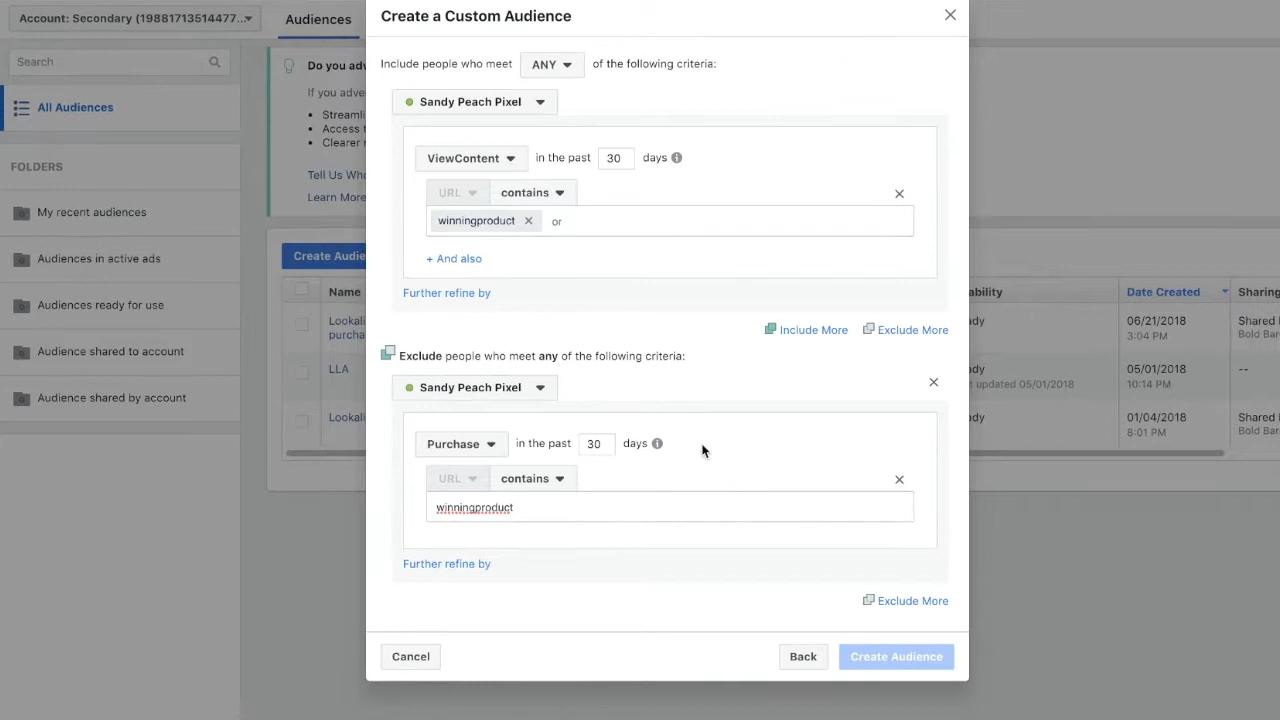 Account: Secondary (19881713514477...
Audiences
Search
All Audiences
FOLDERS
My recent audiences
Audiences in active ads
Audiences ready for use
Audience shared to account
Audience shared by account
Do you adv
If you adve
Streamli
Access t
Clearer r
Tell Us Who
Learn More
Create Audie
Name
ability
Date Created
Sharing
Lookali
purcha
ady
06/21/2018
3:04 PM
Shared
Bold Bar
LLA
ady
t updated 05/01/2018
05/01/2018
10:14 PM
--
Lookali
ady
01/04/2018
8:01 PM
Shared
Bold Bar
Create a Custom Audience
Include people who meet ANY of the following criteria:
Sandy Peach Pixel
ViewContent in the past 30 days
URL contains
winningproduct or
+ And also
Further refine by
Include More Exclude More
Exclude people who meet any of the following criteria:
Sandy Peach Pixel
Purchase in the past 30 days
URL contains
winningproduct
Further refine by
Exclude More
Cancel Back Create Audience